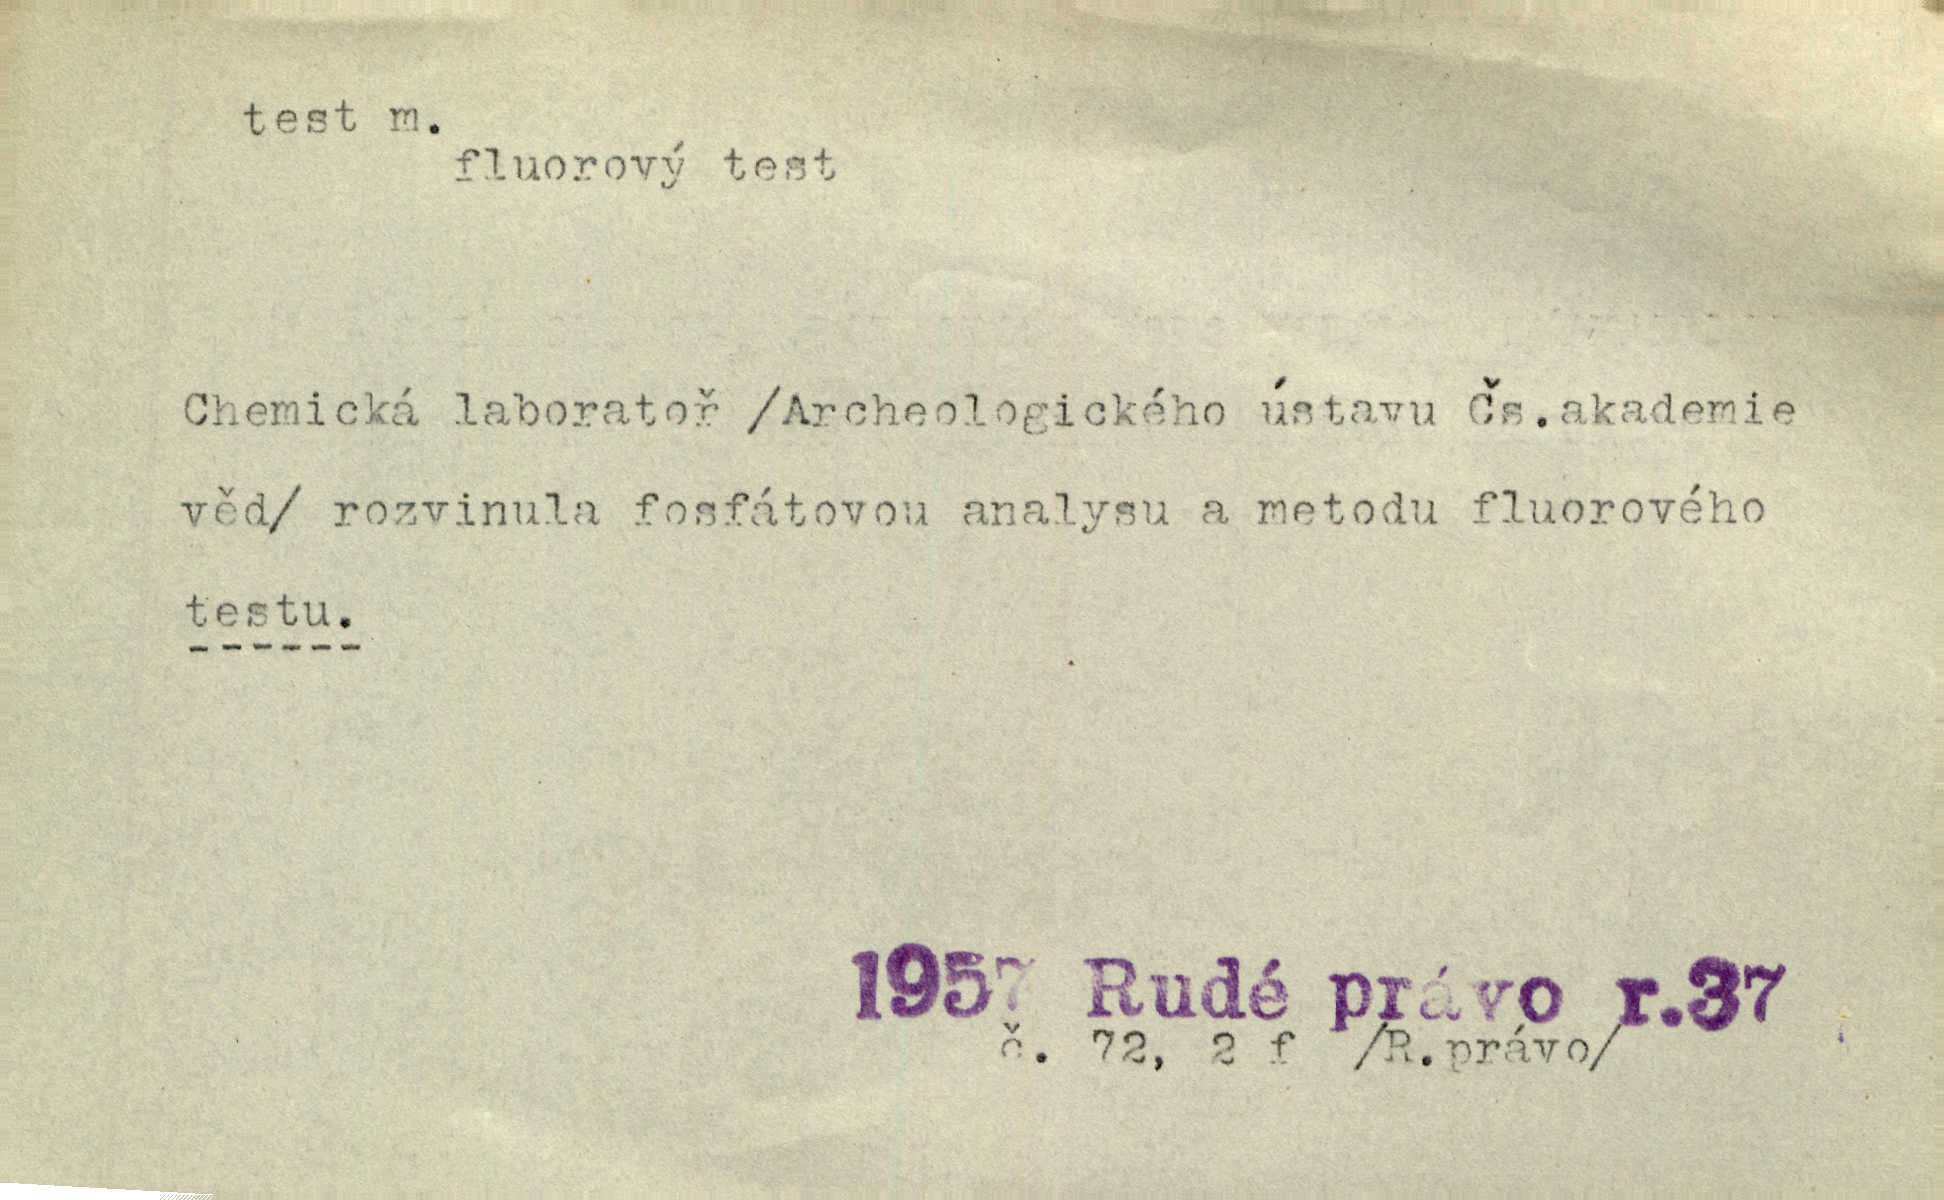 test m.
fluorový test
Chemická laboratoř /Archeologického ústavu Čs.akademie
věd/ rozvinula fosfátovou analysu a metodu fluorového
testu.
------
1957 Rudé právo r.37
č. 72, 2 f /R.právo/